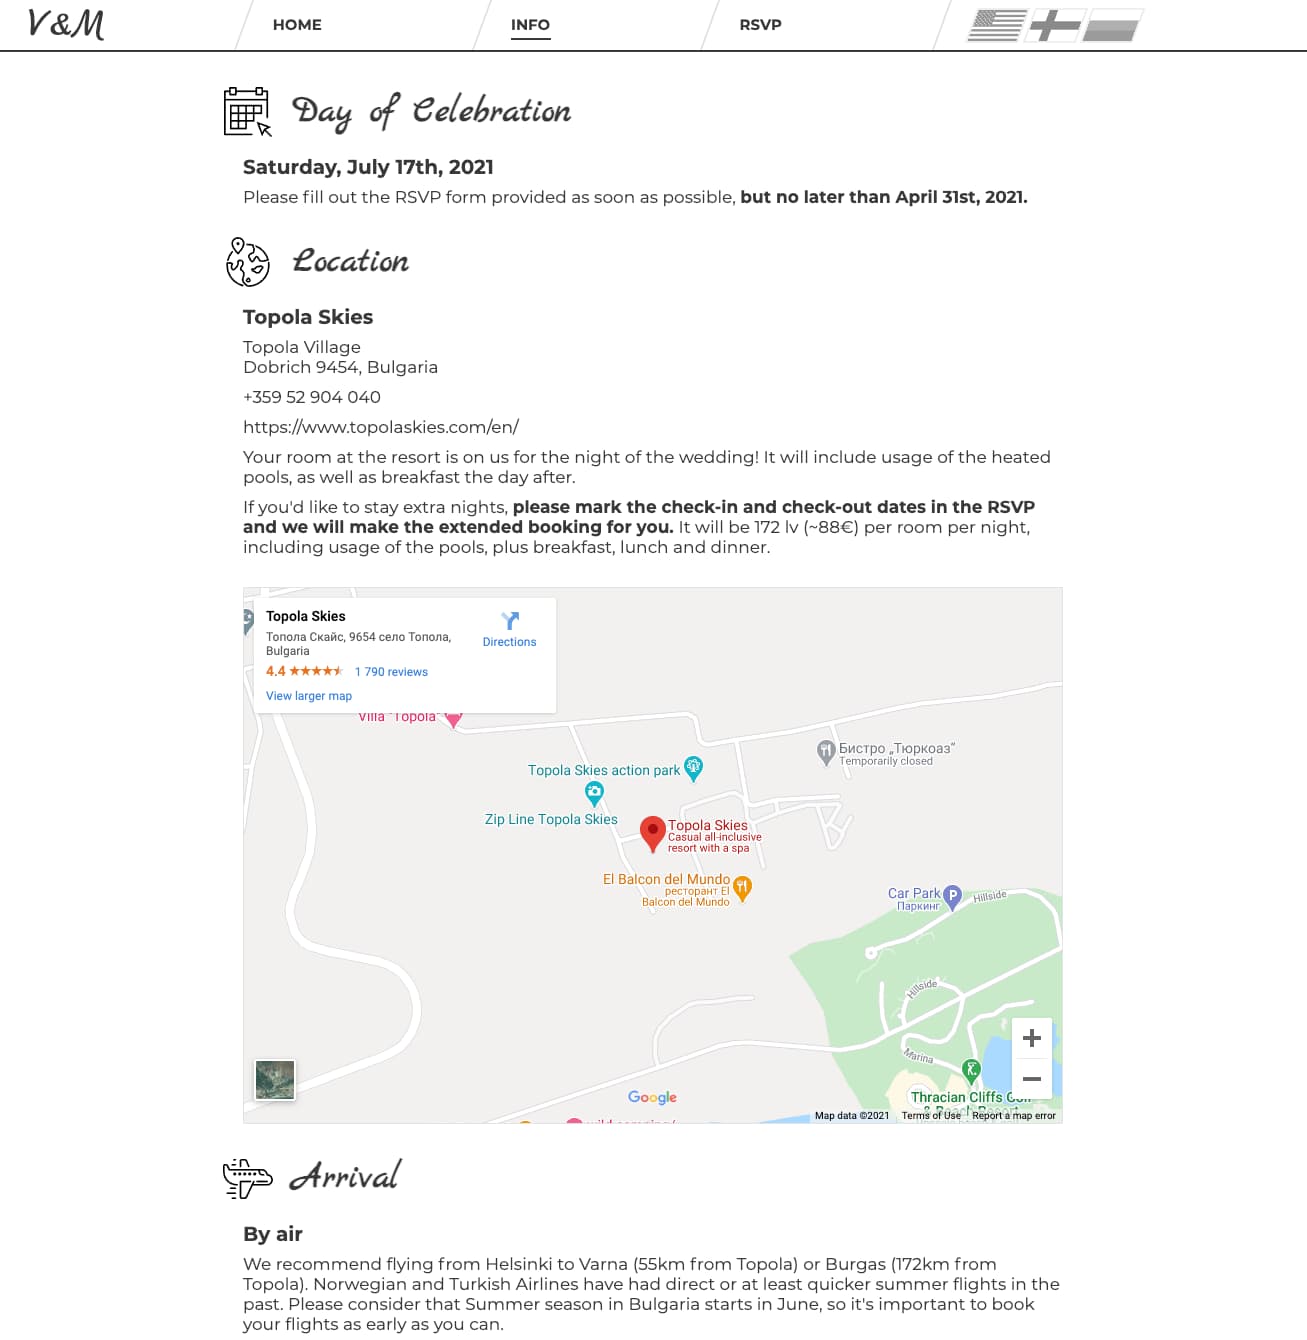 V&M
HOME
INFO
RSVP
Day of Celebration
Saturday, July 17th, 2021
Please fill out the RSVP form provided as soon as possible, but no later than April 31st, 2021.
Location
Topola Skies
Topola Village
Dobrich 9454, Bulgaria
+359 52 904 040
https://www.topolaskies.com/en/
Your room at the resort is on us for the night of the wedding! It will include usage of the heated
pools, as well as breakfast the day after.
If you'd like to stay extra nights, please mark the check-in and check-out dates in the RSVP
and we will make the extended booking for you. It will be 172 lv (~88€) per room per night,
including usage of the pools, plus breakfast, lunch and dinner.
Topola Skies
Топола Скайс, 9654 село Топола,
Bulgaria
4.4
1 790 reviews
View larger map
Directions
Villa "Topola"
Бистро „Тюркоаз“
Temporarily closed
Topola Skies action park
Zip Line Topola Skies
Topola Skies
Casual all-inclusive
resort with a spa
El Balcon del Mundo
ресторант El
Balcon del Mundo
Car Park
Паркинг
P
Hillside
Hillside
Marina
Thracian Cliffs Golf
& Beach Resort
Google
wild camping/
Map data ©2021
Terms of Use
Report a map error
Arrival
By air
We recommend flying from Helsinki to Varna (55km from Topola) or Burgas (172km from
Topola). Norwegian and Turkish Airlines have had direct or at least quicker summer flights in the
past. Please consider that Summer season in Bulgaria starts in June, so it's important to book
your flights as early as you can.